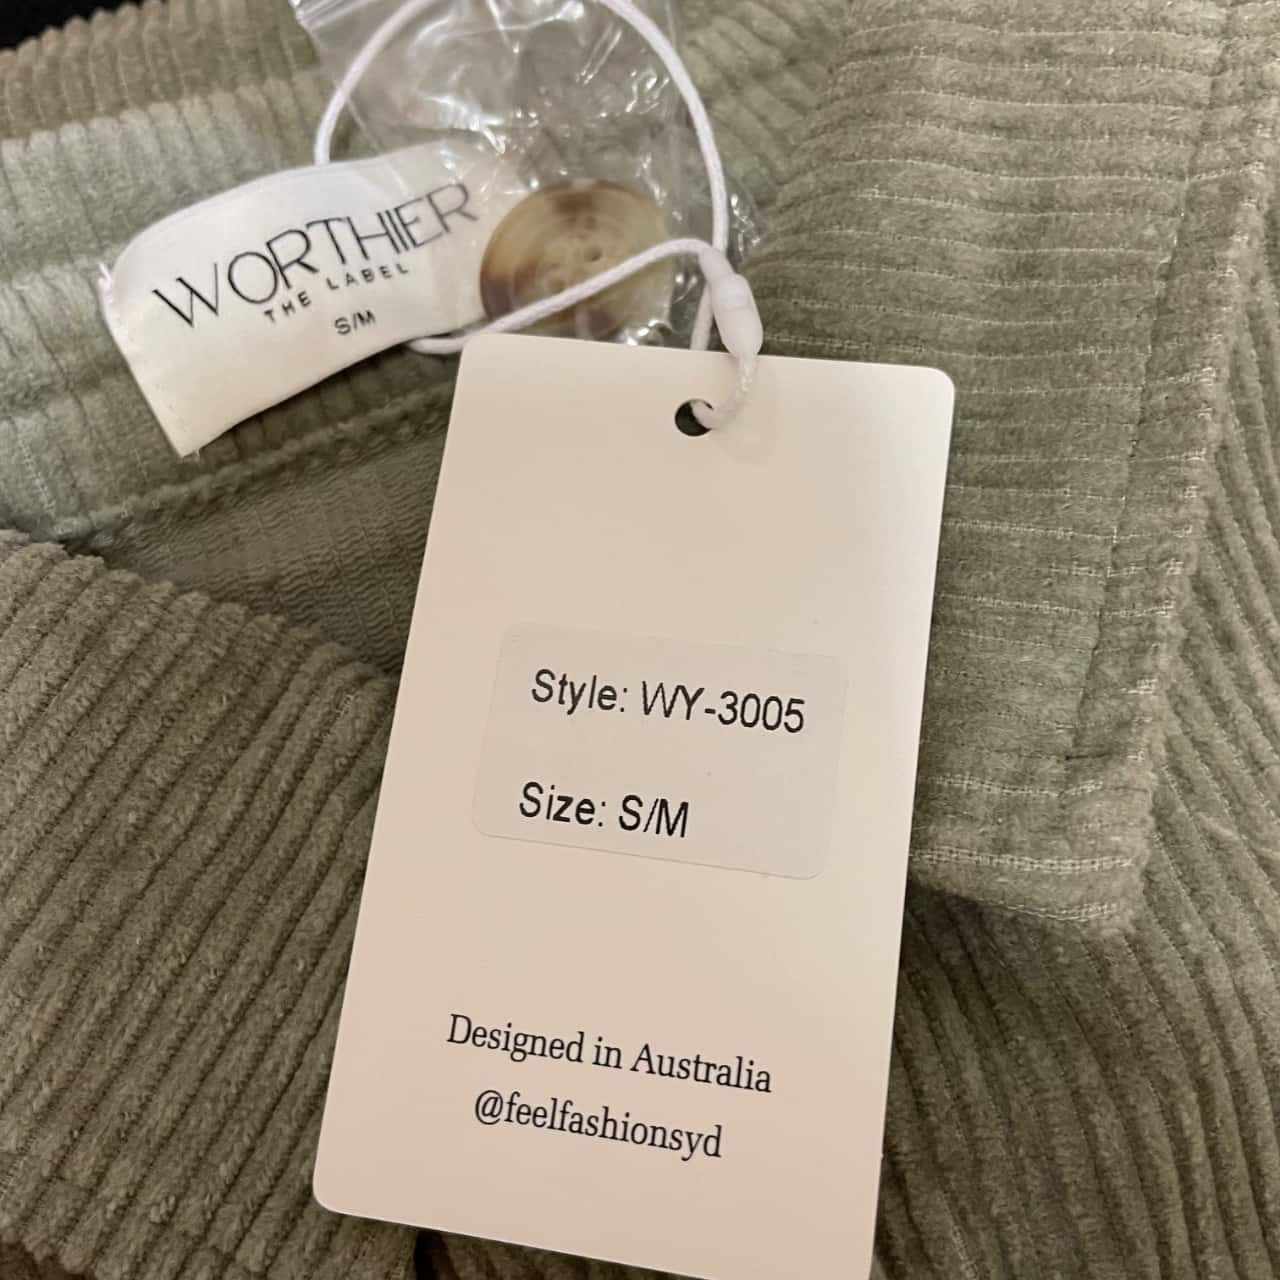 WORTHIER
THE LABEL
S/M
Style: WY-3005
Size: S/M
Designed in Australia
@feelfashionsyd